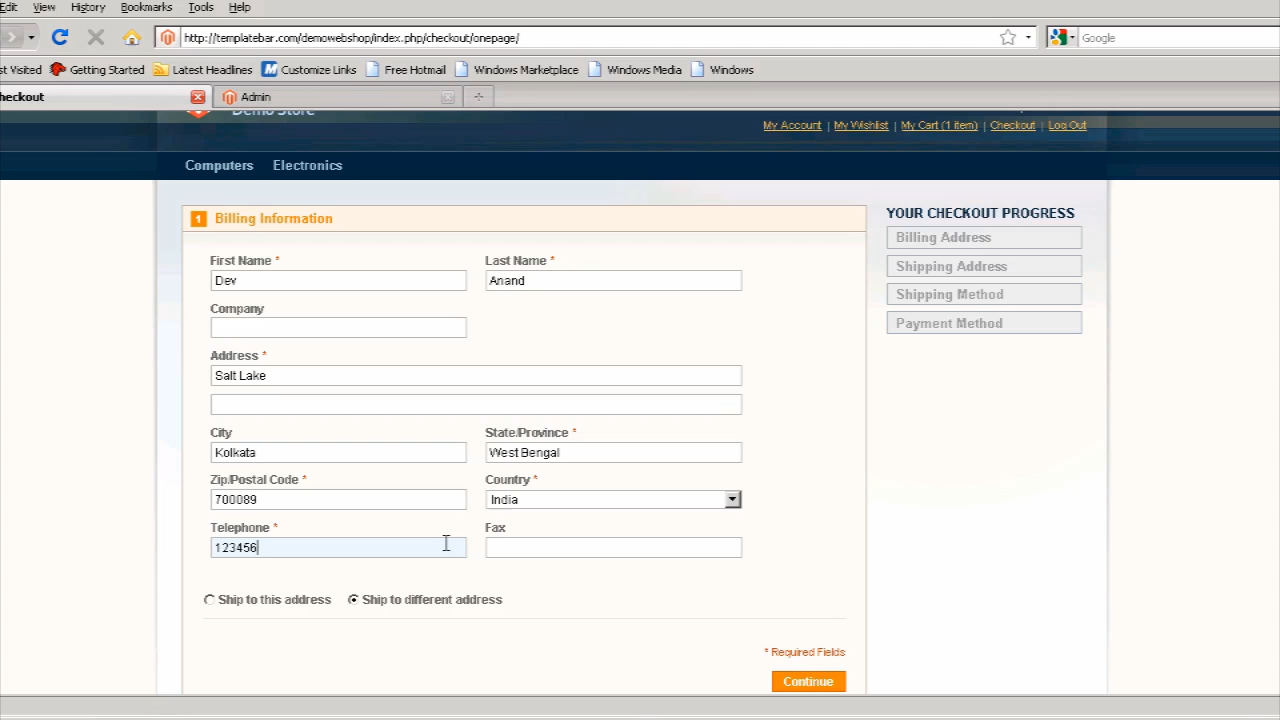 Edit View History Bookmarks Tools Help
http://templatebar.com/demowebshop/index.php/checkout/onepage/ Google
st Visited Getting Started Latest Headlines Customize Links Free Hotmail Windows Marketplace Windows Media Windows
heckout Admin
Demo Store
My Account | My Wishlist | My Cart (1 item) | Checkout | Log Out
Computers Electronics
1 Billing Information
First Name * Last Name *
Dev Anand
Company
Address *
Salt Lake
City State/Province *
Kolkata West Bengal
Zip/Postal Code * Country *
700089 India
Telephone * Fax
123456
Ship to this address Ship to different address
* Required Fields
Continue
YOUR CHECKOUT PROGRESS
Billing Address
Shipping Address
Shipping Method
Payment Method